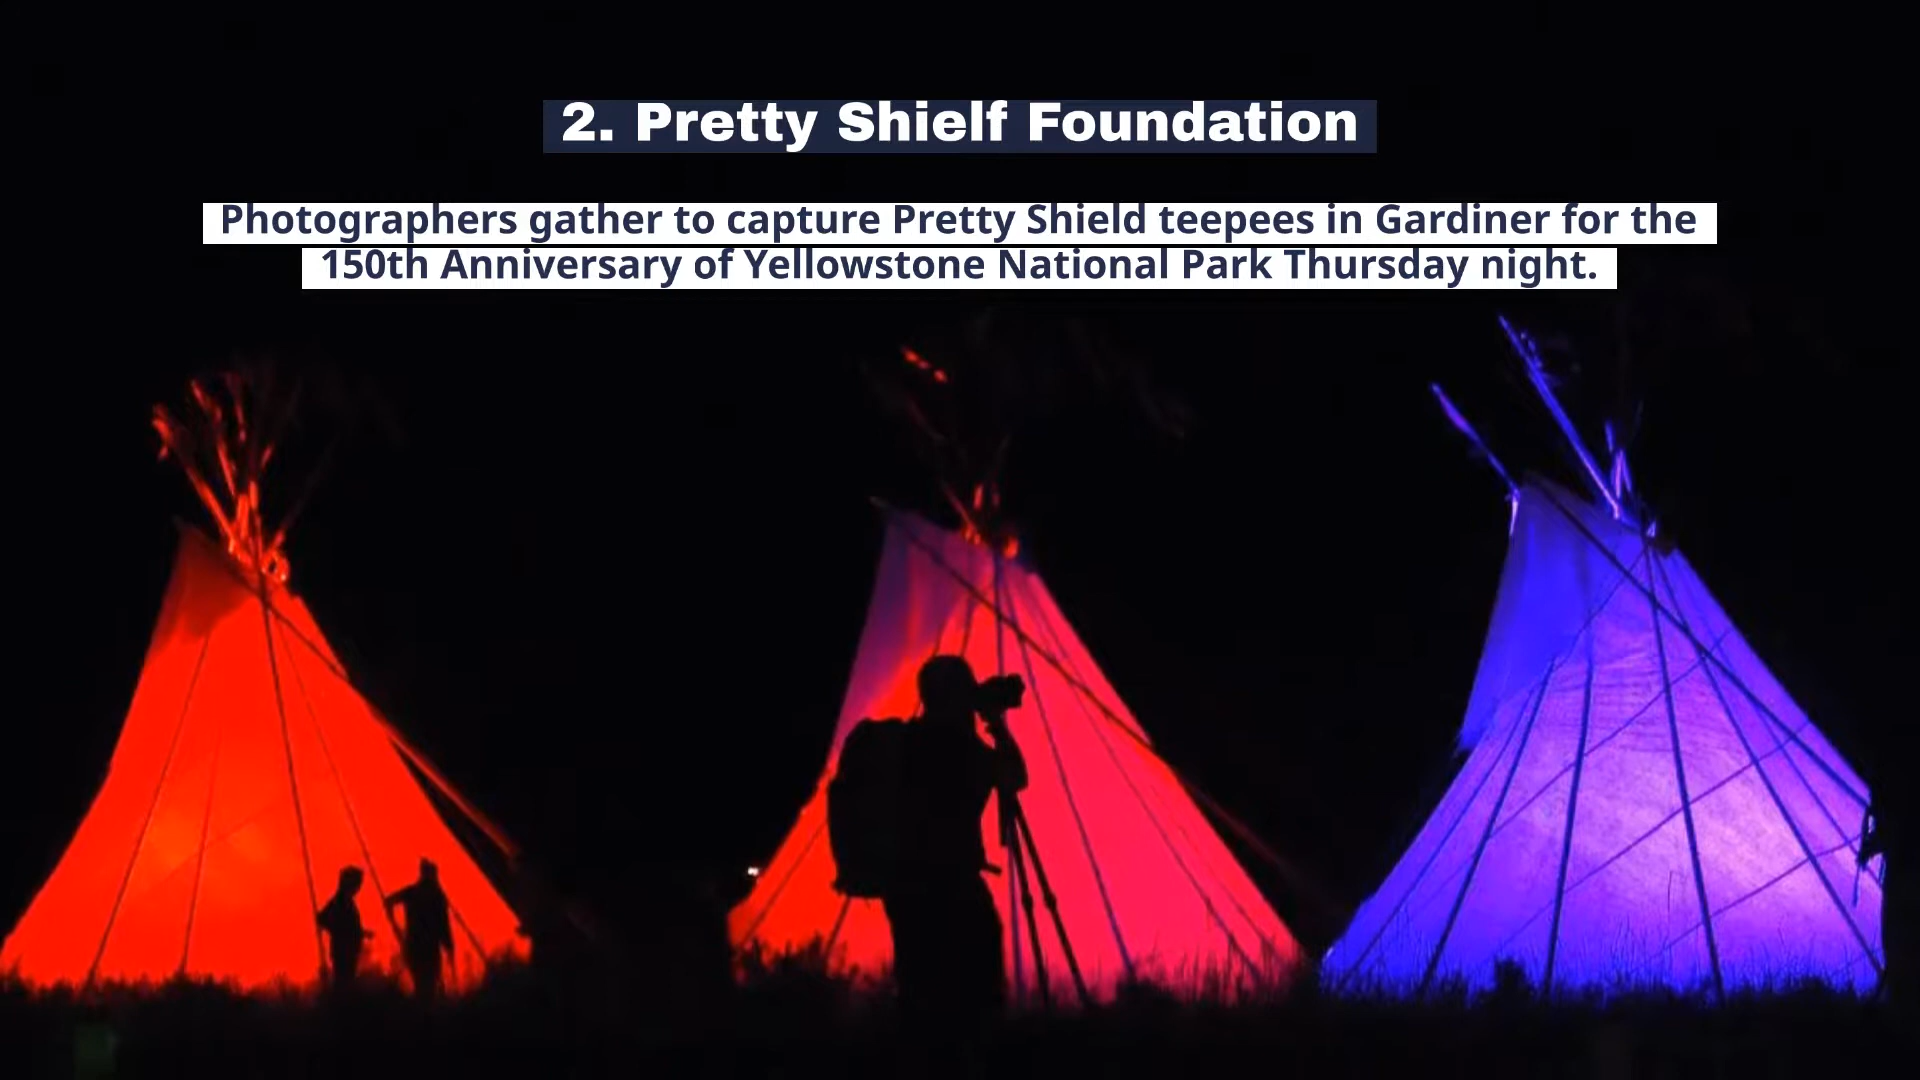 2. Pretty Shielf Foundation
Photographers gather to capture Pretty Shield teepees in Gardiner for the
150th Anniversary of Yellowstone National Park Thursday night.